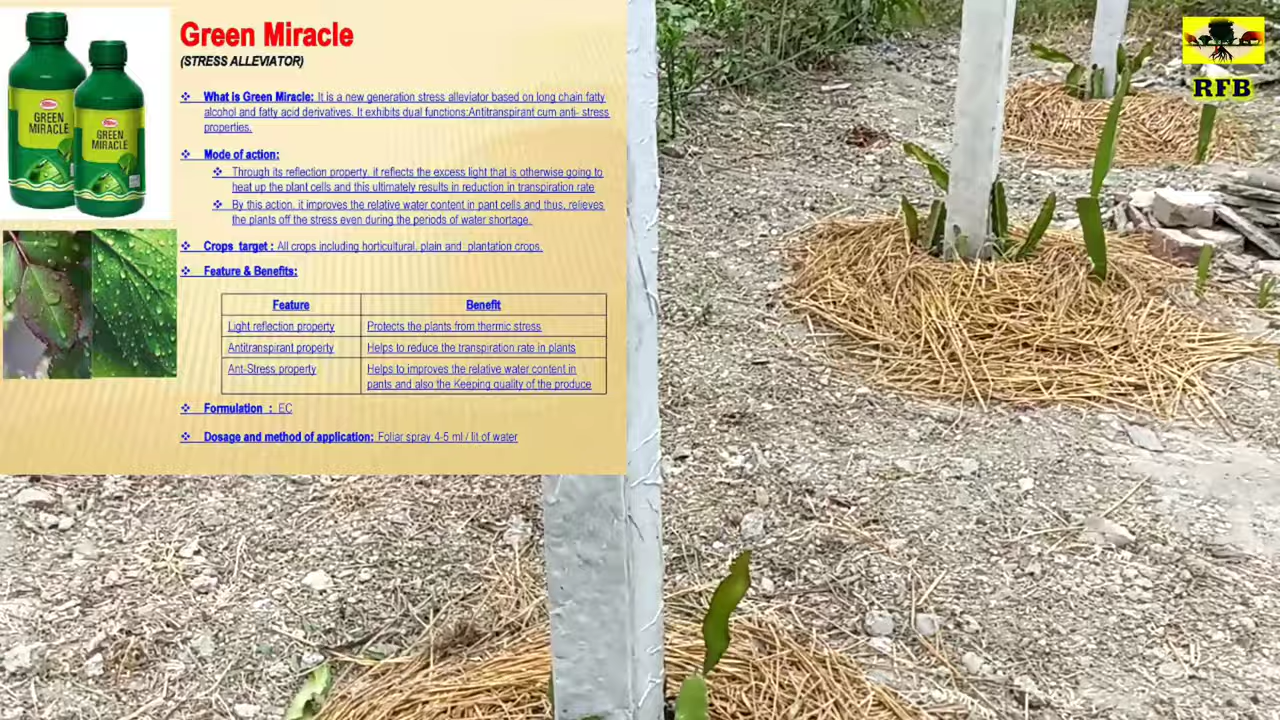 Green Miracle
(STRESS ALLEVIATOR)
❖ What is Green Miracle: It is a new generation stress alleviator based on long chain fatty
alcohol and fatty acid derivatives. It exhibits dual functions:Antitranspirant cum anti- stress
properties.
❖ Mode of action:
❖ Through its reflection property, it reflects the excess light that is otherwise going to
heat up the plant cells and this ultimately results in reduction in transpiration rate
❖ By this action, it improves the relative water content in pant cells and thus, relieves
the plants off the stress even during the periods of water shortage.
❖ Crops target : All crops including horticultural, plain and plantation crops.
❖ Feature & Benefits:
Feature Benefit
Light reflection property Protects the plants from thermic stress
Antitranspirant property Helps to reduce the transpiration rate in plants
Ant-Stress property Helps to improves the relative water content in
pants and also the Keeping quality of the produce
❖ Formulation : EC
❖ Dosage and method of application: Foliar spray 4-5 ml / lit of water
GREEN
MIRACLE
GREEN
MIRACLE
RFB